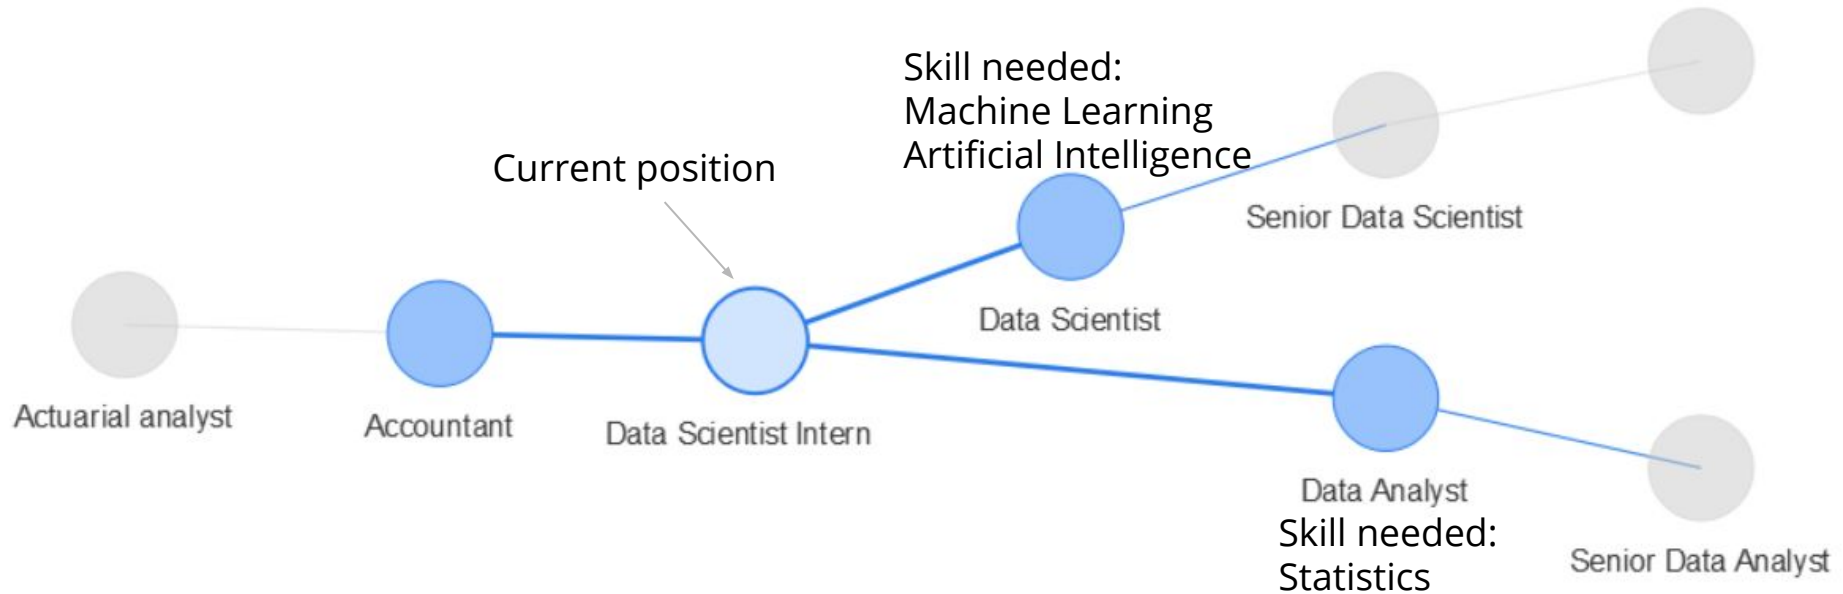 Skill needed:
Machine Learning
Artificial Intelligence
Current position
Senior Data Scientist
Data Scientist
Actuarial analyst
Accountant
Data Scientist Intern
Data Analyst
Skill needed:
Statistics
Senior Data Analyst